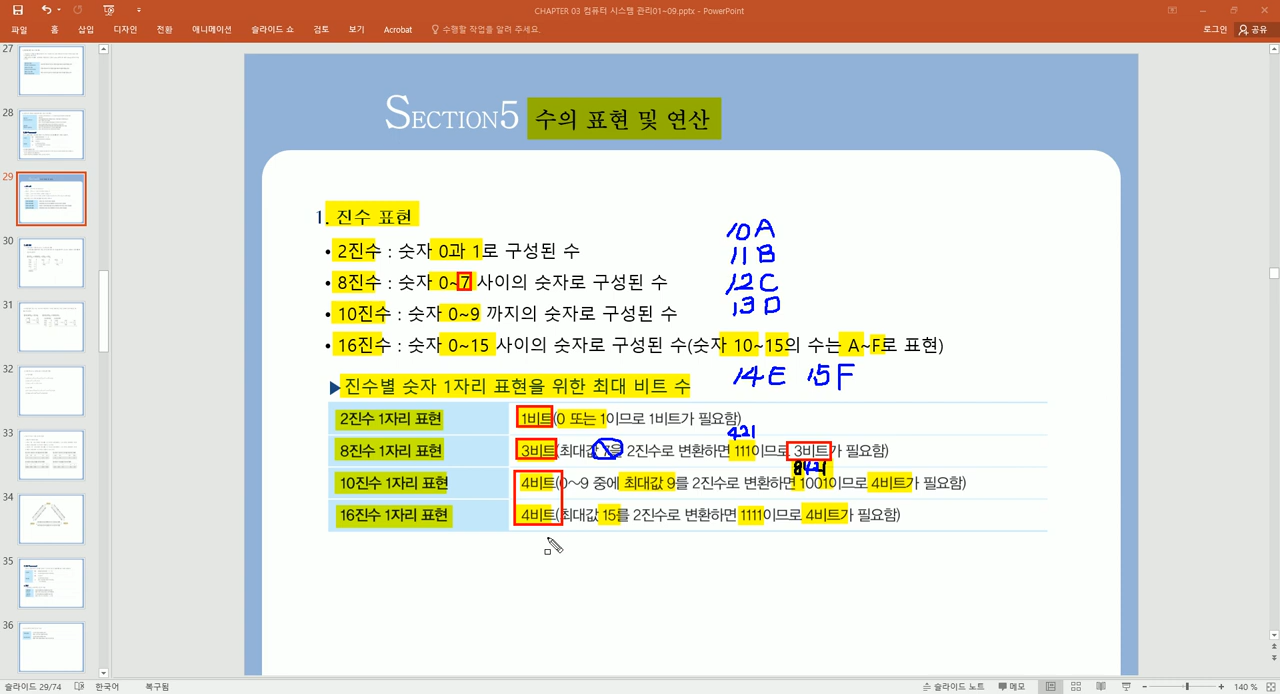 CHAPTER 03 컴퓨터 시스템 관리01~09.pptx - PowerPoint
파일 홈 삽입 디자인 전환 애니메이션 슬라이드 쇼 검토 보기 Acrobat 수행할 작업을 알려 주세요. 로그인 공유
27
28
29
30
31
32
33
34
35
36
SECTION5 수의 표현 및 연산
1. 진수 표현
• 2진수 : 숫자 0과 1로 구성된 수
• 8진수 : 숫자 0~7 사이의 숫자로 구성된 수
• 10진수 : 숫자 0~9 까지의 숫자로 구성된 수
• 16진수 : 숫자 0~15 사이의 숫자로 구성된 수(숫자 10~15의 수는 A~F로 표현)
10 A
11 B
12 C
13 D
14 E 15 F
▶진수별 숫자 1자리 표현을 위한 최대 비트 수
2진수 1자리 표현 1비트(0 또는 1이므로 1비트가 필요함)
421
8진수 1자리 표현 3비트(최대값 7을 2진수로 변환하면 111이므로 3비트가 필요함)
8421
10진수 1자리 표현 4비트(0~9 중에 최대값 9를 2진수로 변환하면 1001이므로 4비트가 필요함)
16진수 1자리 표현 4비트(최대값 15를 2진수로 변환하면 1111이므로 4비트가 필요함)
슬라이드 29/74 한국어 복구됨 슬라이드 노트 메모 140 %